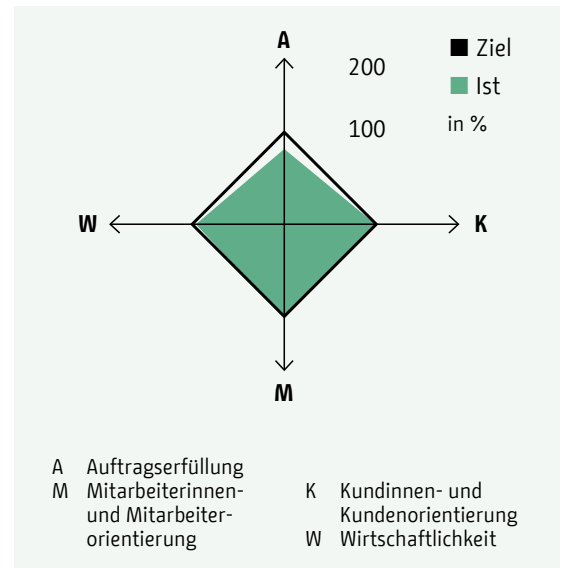 A
200
100
Ziel
Ist
in %
W
K
M
A Auftragserfüllung
M Mitarbeiterinnen-
und Mitarbeiter-
orientierung
K Kundinnen- und
Kundenorientierung
W Wirtschaftlichkeit